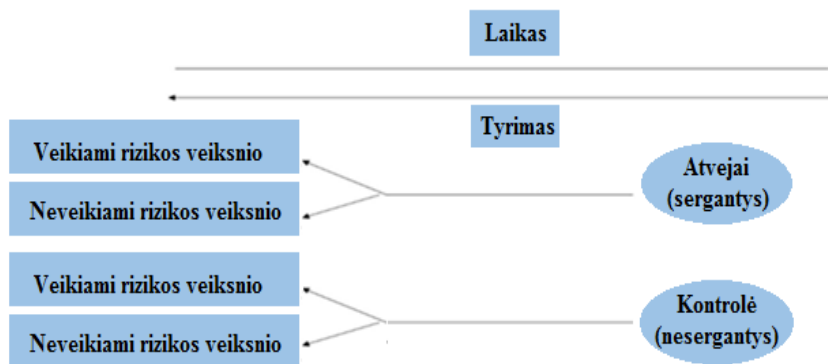 Laikas
Tyrimas
Veikiami rizikos veiksnio
Neveikiami rizikos veiksnio
Atvejai
(sergantys)
Veikiami rizikos veiksnio
Neveikiami rizikos veiksnio
Kontrolė
(nesergantys)